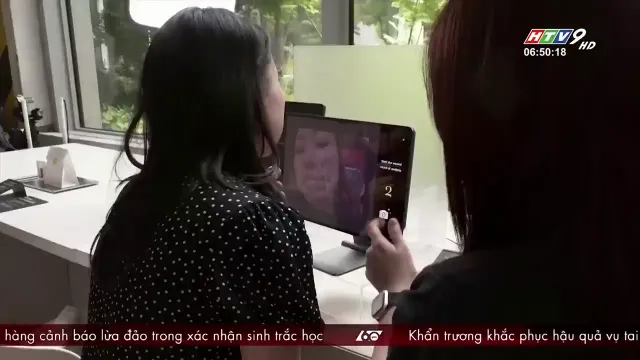 HTV9 HD
06:50:18
2
hàng cảnh báo lừa đảo trong xác nhận sinh trắc học
60
Khẩn trương khắc phục hậu quả vụ tai